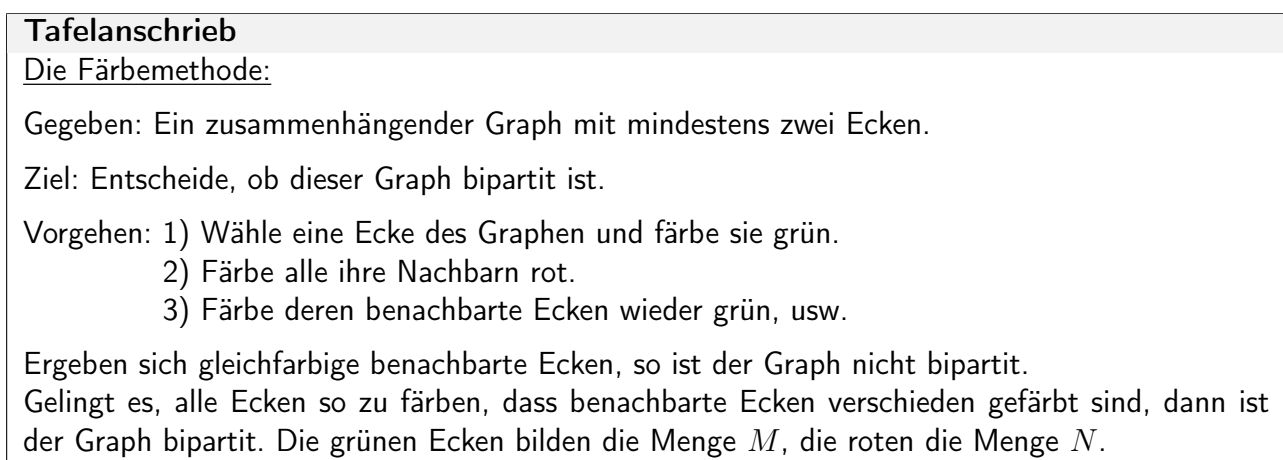 Tafelanschrieb
Die Färbemethode:
Gegeben: Ein zusammenhängender Graph mit mindestens zwei Ecken.
Ziel: Entscheide, ob dieser Graph bipartit ist.
Vorgehen: 1) Wähle eine Ecke des Graphen und färbe sie grün.
2) Färbe alle ihre Nachbarn rot.
3) Färbe deren benachbarte Ecken wieder grün, usw.
Ergeben sich gleichfarbige benachbarte Ecken, so ist der Graph nicht bipartit.
Gelingt es, alle Ecken so zu färben, dass benachbarte Ecken verschieden gefärbt sind, dann ist
der Graph bipartit. Die grünen Ecken bilden die Menge M, die roten die Menge N.